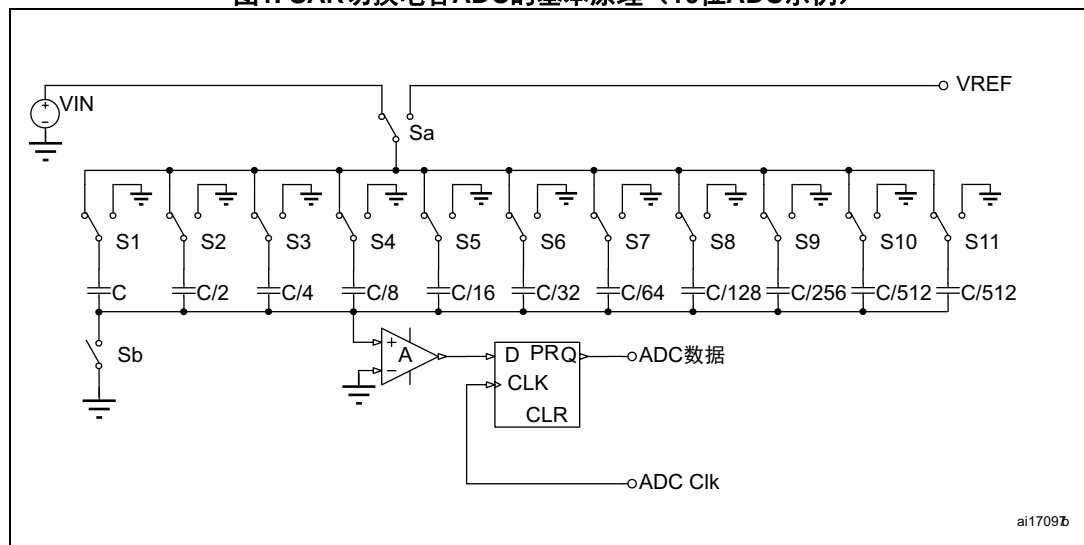 VREF
VIN
Sa
S1 S2 S3 S4 S5 S6 S7 S8 S9 S10 S11
C C/2 C/4 C/8 C/16 C/32 C/64 C/128 C/256 C/512 C/512
Sb
+
A
−
D PRQ
CLK
CLR
ADC数据
ADC Clk